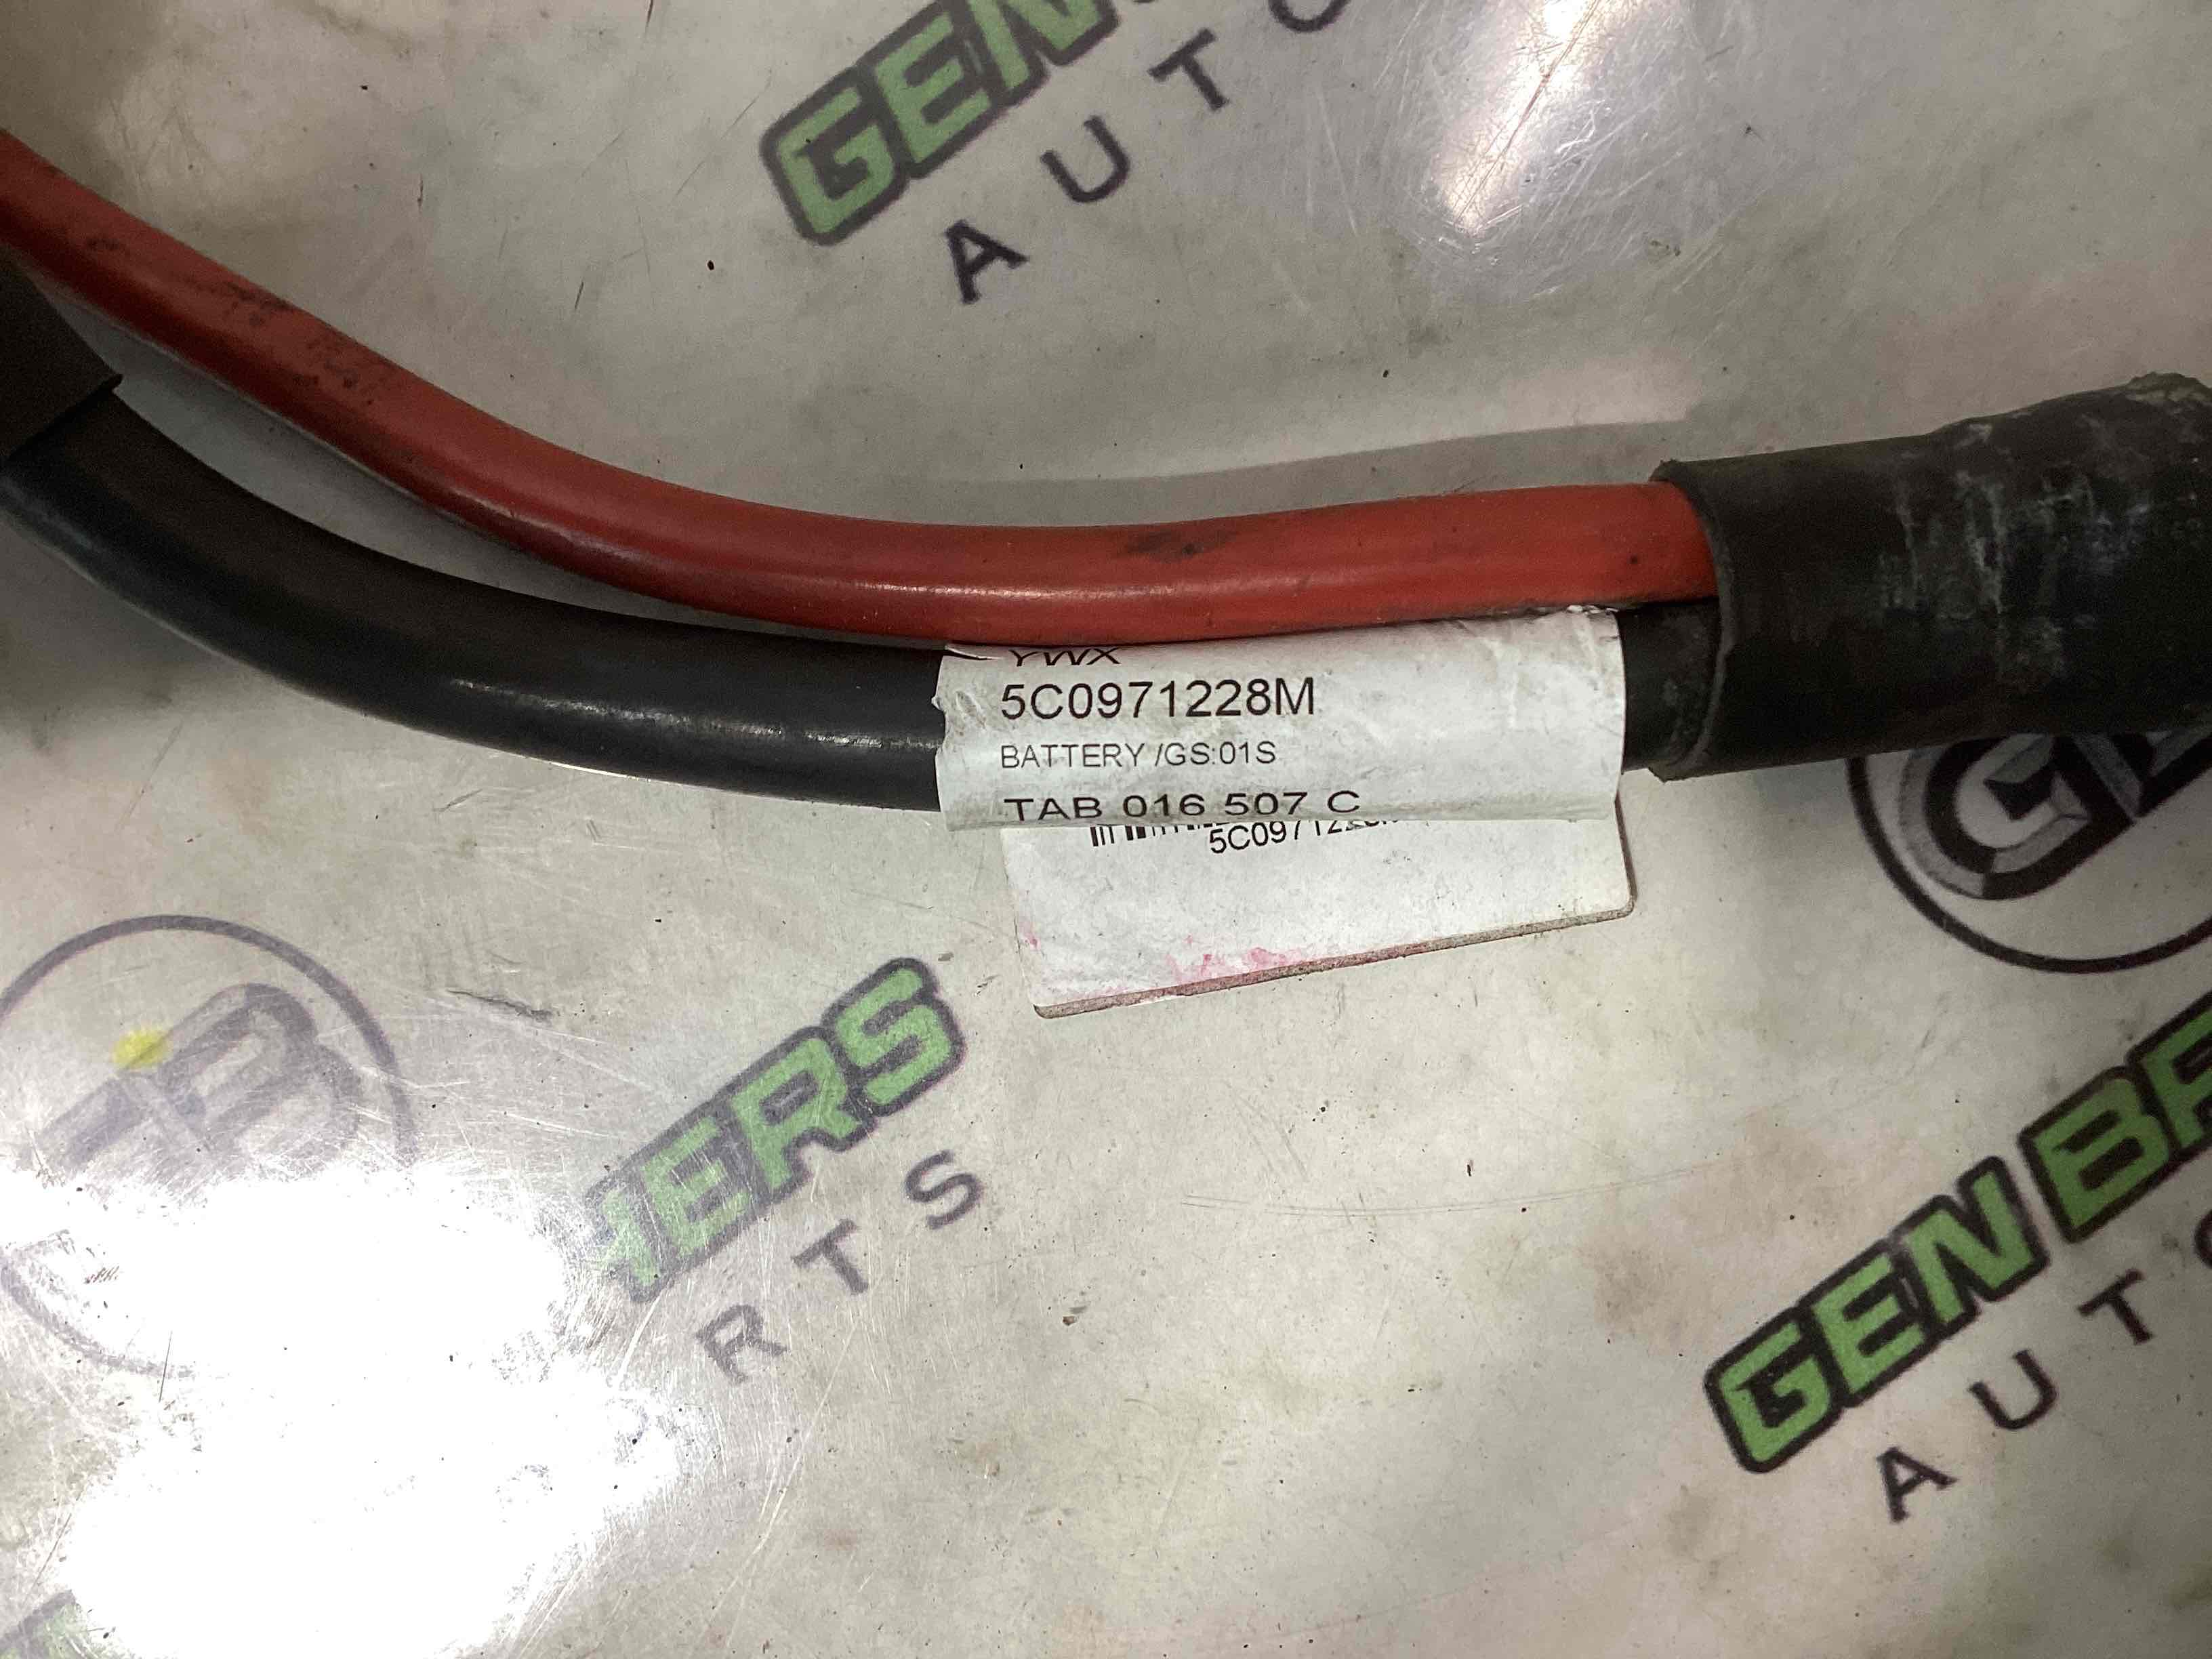 GEN
AUTO
YWX
5C0971228M
BATTERY /GS:01S
TAB 016 507 C
HERS
RTS
GEN BR
AUTO